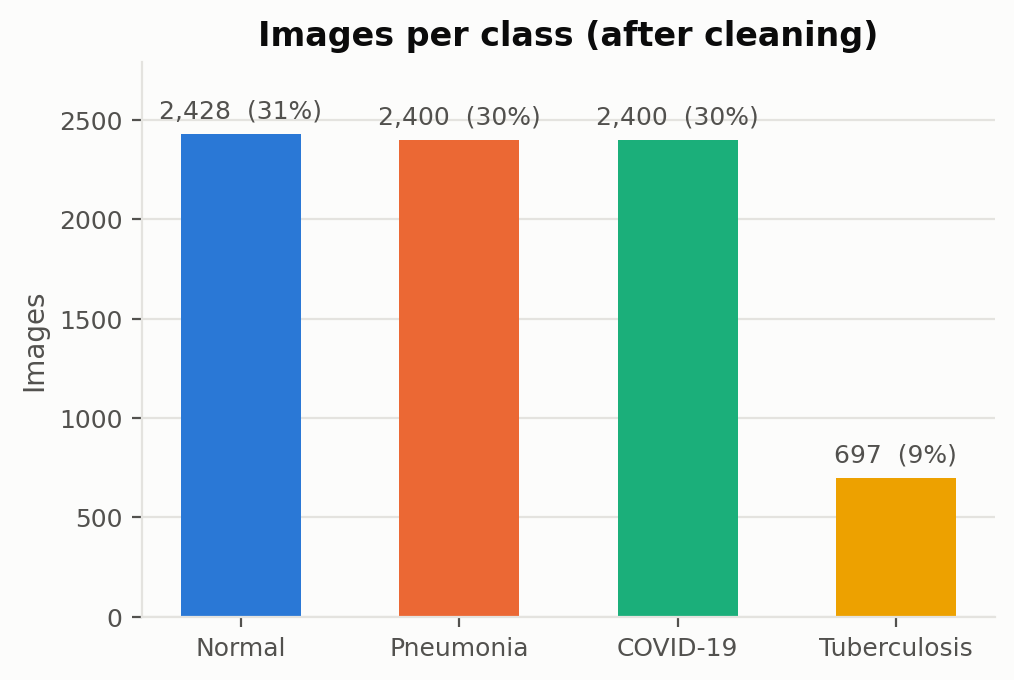 Images per class (after cleaning)
2,428 (31%)
2,400 (30%)
2,400 (30%)
697 (9%)
Images
2500
2000
1500
1000
500
0
Normal
Pneumonia
COVID-19
Tuberculosis